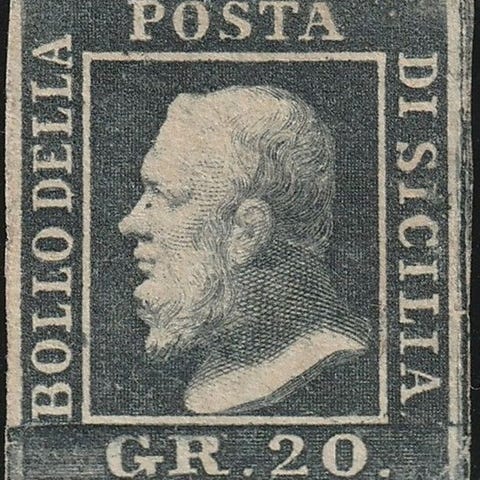 BOLLO DELLA
POSTA
DI SICILIA
GR. 20.